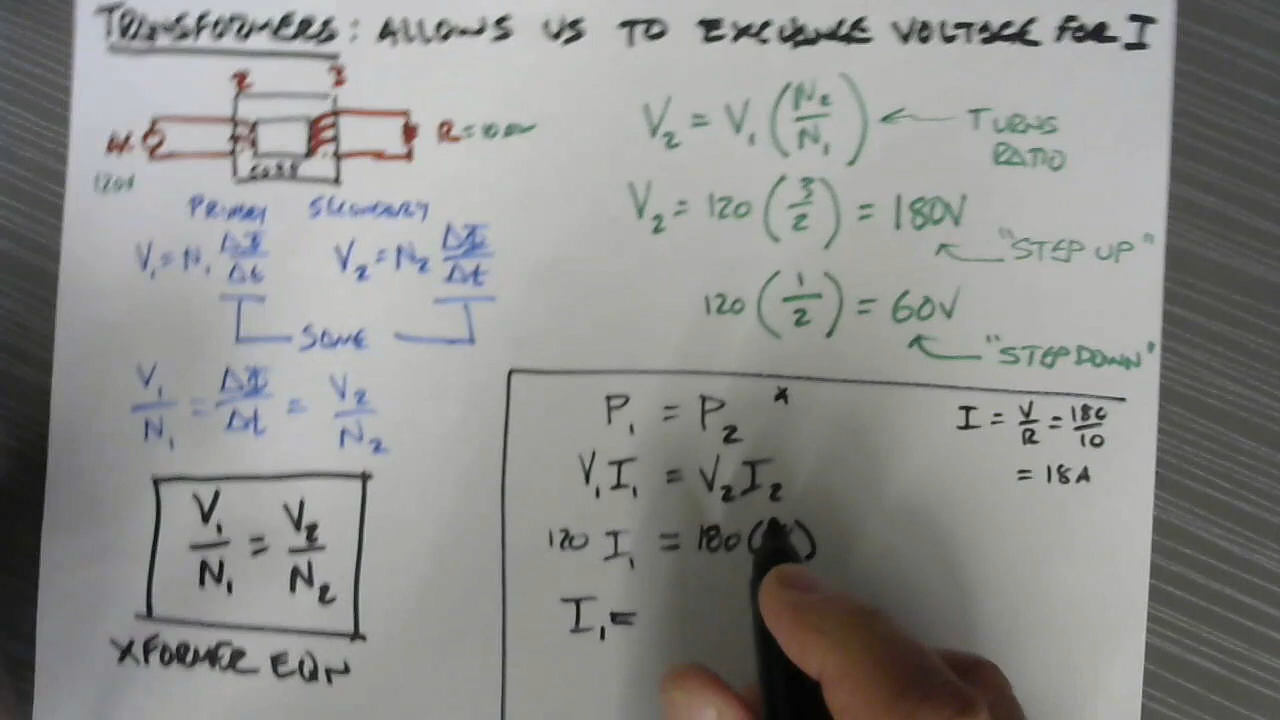 TRANSFORMERS: ALLOWS US TO EXCHANGE VOLTAGE FOR I
2 3
120V
CORE
PRIMARY SECONDARY
V₁ = N₁ ΔΦ/Δt V₂ = N₂ ΔΦ/Δt
SAME
V₁/N₁ = ΔΦ/Δt = V₂/N₂
V₁/N₁ = V₂/N₂
XFORMER EQN
V₂ = V₁ (N₂/N₁) ← TURNS
RATIO
V₂ = 120 (3/2) = 180V
"STEP UP"
120 (1/2) = 60V
"STEP DOWN"
P₁ = P₂ *
V₁I₁ = V₂I₂
120 I₁ = 180 ( )
I₁ =
I = V/R = 180/10
= 18A